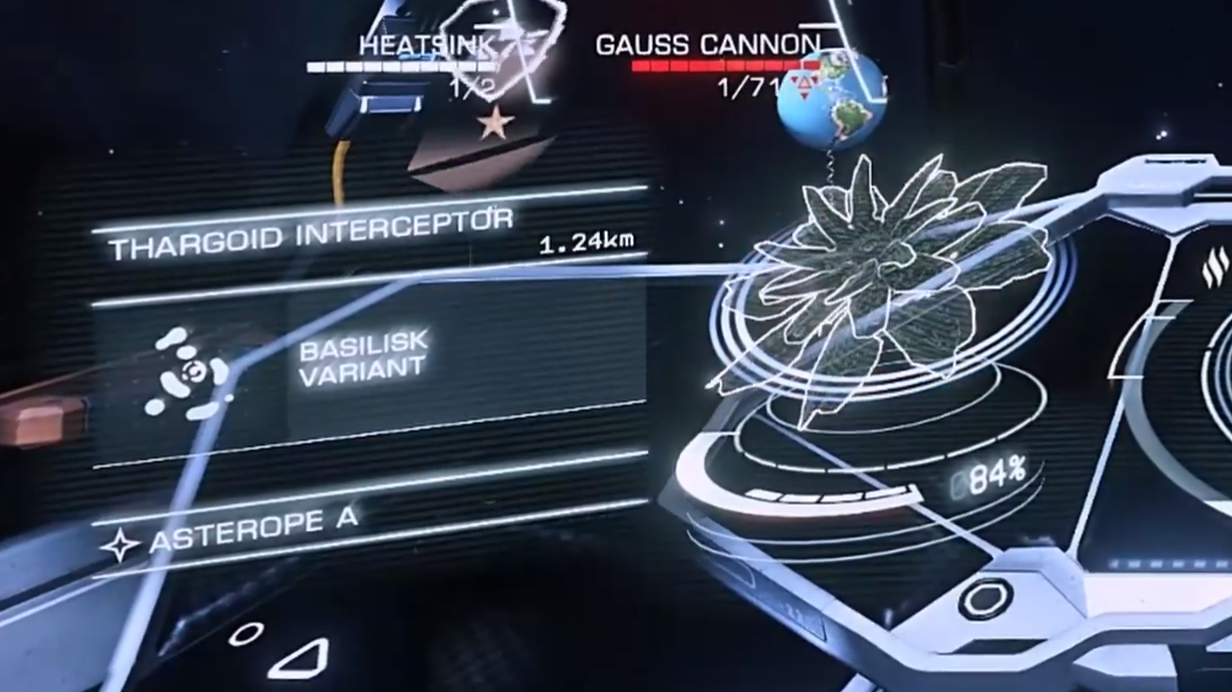 HEATSINK
1/2
GAUSS CANNON
1/71
THARGOID INTERCEPTOR
1.24km
BASILISK
VARIANT
ASTEROPE A
84%